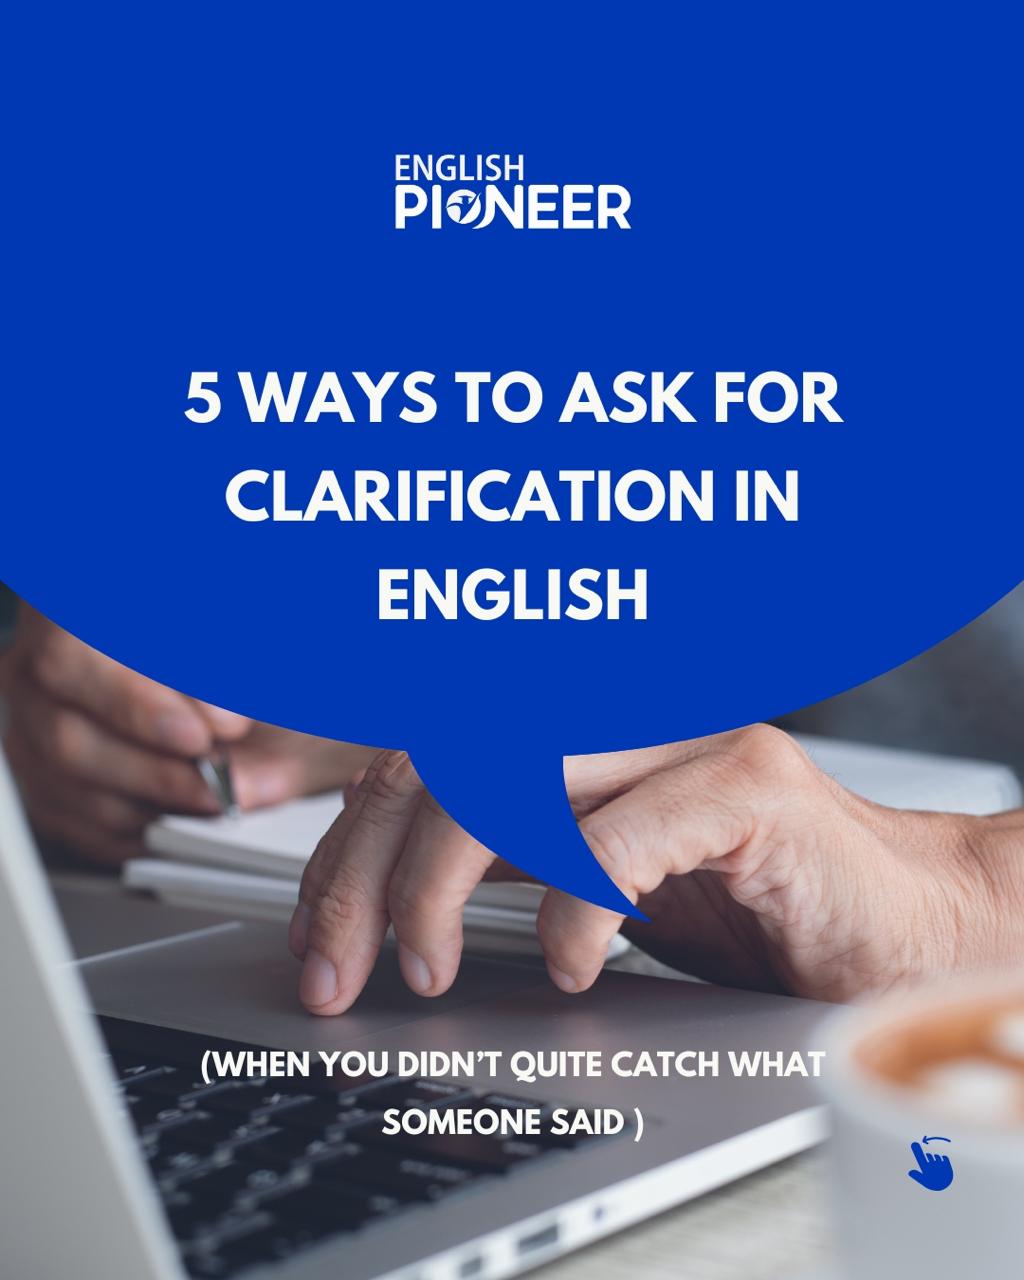 ENGLISH
PIONEER
5 WAYS TO ASK FOR
CLARIFICATION IN
ENGLISH
(WHEN YOU DIDN’T QUITE CATCH WHAT
SOMEONE SAID )